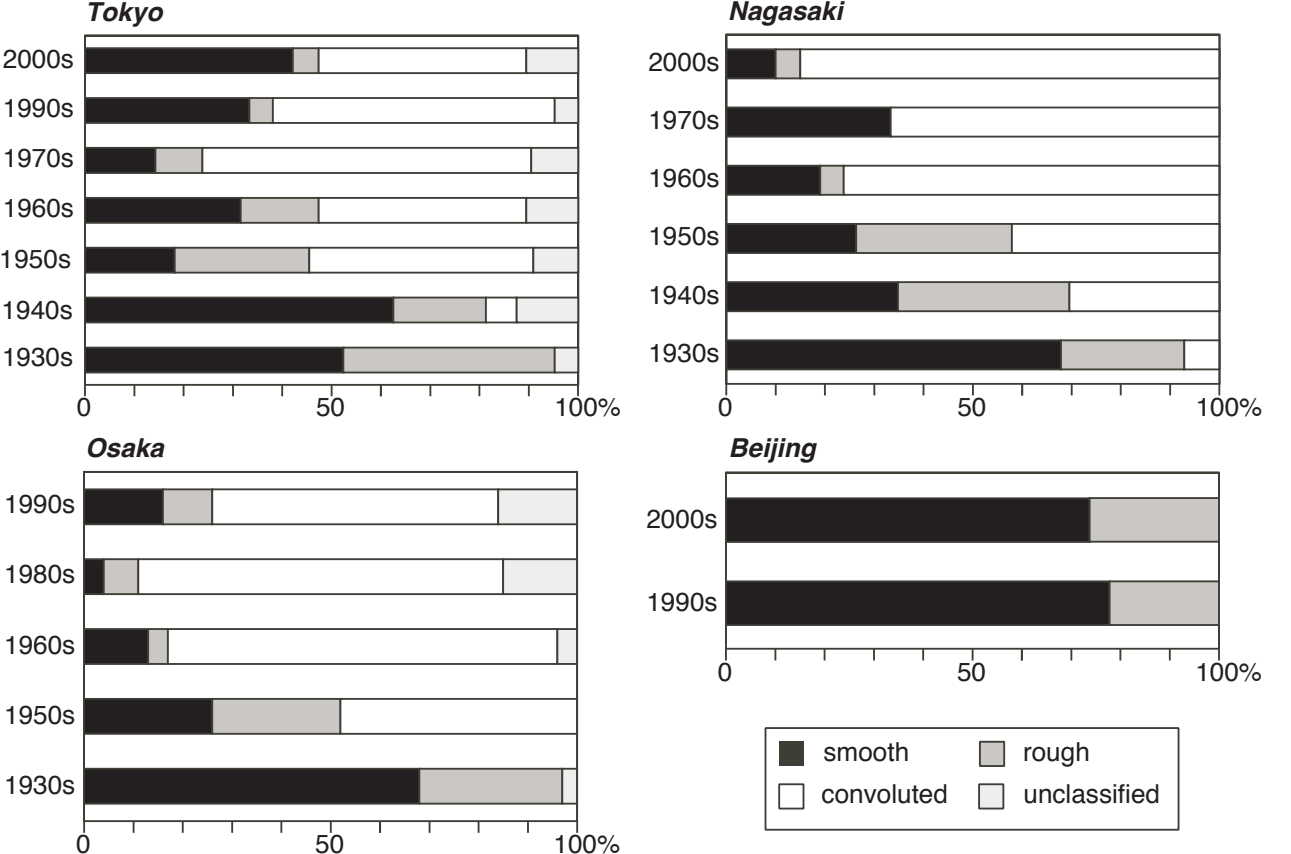 Tokyo
2000s
1990s
1970s
1960s
1950s
1940s
1930s
0 50 100%
Nagasaki
2000s
1970s
1960s
1950s
1940s
1930s
0 50 100%
Osaka
1990s
1980s
1960s
1950s
1930s
0 50 100%
Beijing
2000s
1990s
0 50 100%
smooth rough
convoluted unclassified